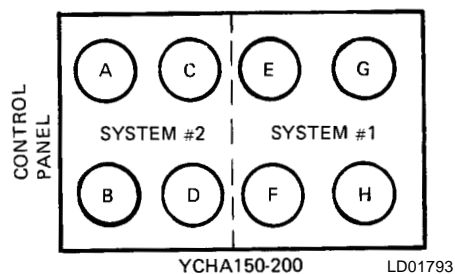 A C E G
CONTROL
PANEL
SYSTEM #2 SYSTEM #1
B D F H
YCHA150-200
LD01793